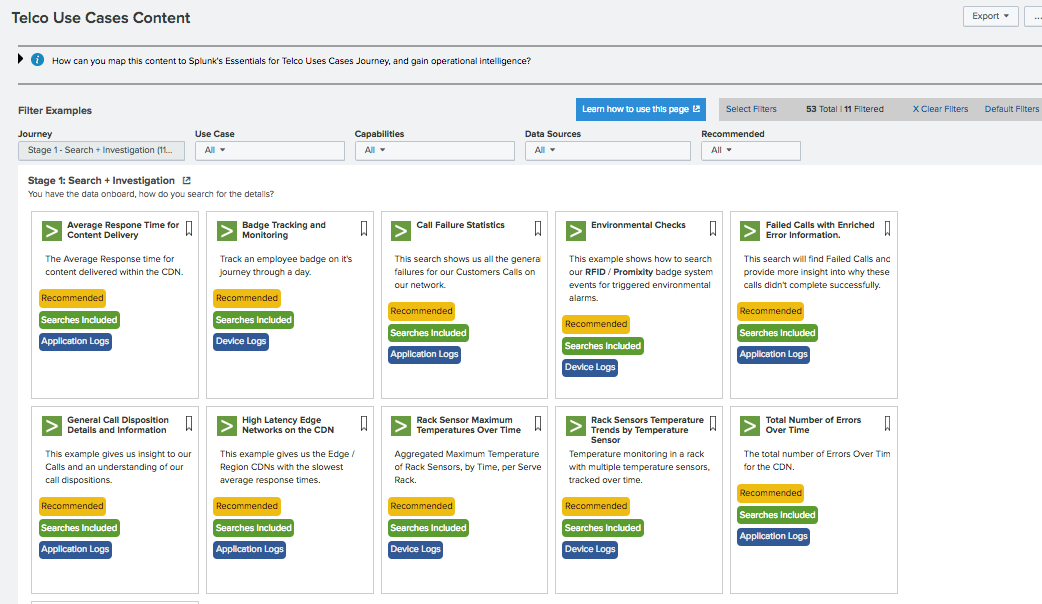 Telco Use Cases Content
Export
...
How can you map this content to Splunk's Essentials for Telco Uses Cases Journey, and gain operational intelligence?
Filter Examples
Learn how to use this page
Select Filters
53 Total | 11 Filtered
X Clear Filters
Default Filters
Journey
Use Case
Capabilities
Data Sources
Recommended
Stage 1 - Search + Investigation (11...
All
All
All
All
Stage 1: Search + Investigation
You have the data onboard, how do you search for the details?
Average Respone Time for
Content Delivery
The Average Response time for
content delivered within the CDN.
Recommended
Searches Included
Application Logs
Badge Tracking and
Monitoring
Track an employee badge on it's
journey through a day.
Recommended
Searches Included
Device Logs
Call Failure Statistics
This search shows us all the general
failures for our Customers Calls on
our network.
Recommended
Searches Included
Application Logs
Environmental Checks
This example shows how to search
our RFID / Promixity badge system
events for triggered environmental
alarms.
Recommended
Searches Included
Device Logs
Failed Calls with Enriched
Error Information.
This search will find Failed Calls and
provide more insight into why these
calls didn't complete successfully.
Recommended
Searches Included
Application Logs
General Call Disposition
Details and Information
This example gives us insight to our
Calls and an understanding of our
call dispositions.
Recommended
Searches Included
Application Logs
High Latency Edge
Networks on the CDN
This example gives us the Edge /
Region CDNs with the slowest
average response times.
Recommended
Searches Included
Application Logs
Rack Sensor Maximum
Temperatures Over Time
Aggregated Maximum Temperature
of Rack Sensors, by Time, per Serve
Rack.
Recommended
Searches Included
Device Logs
Rack Sensors Temperature
Trends by Temperature
Sensor
Temperature monitoring in a rack
with multiple temperature sensors,
tracked over time.
Recommended
Searches Included
Device Logs
Total Number of Errors
Over Time
The total number of Errors Over Tim
for the CDN.
Recommended
Searches Included
Application Logs